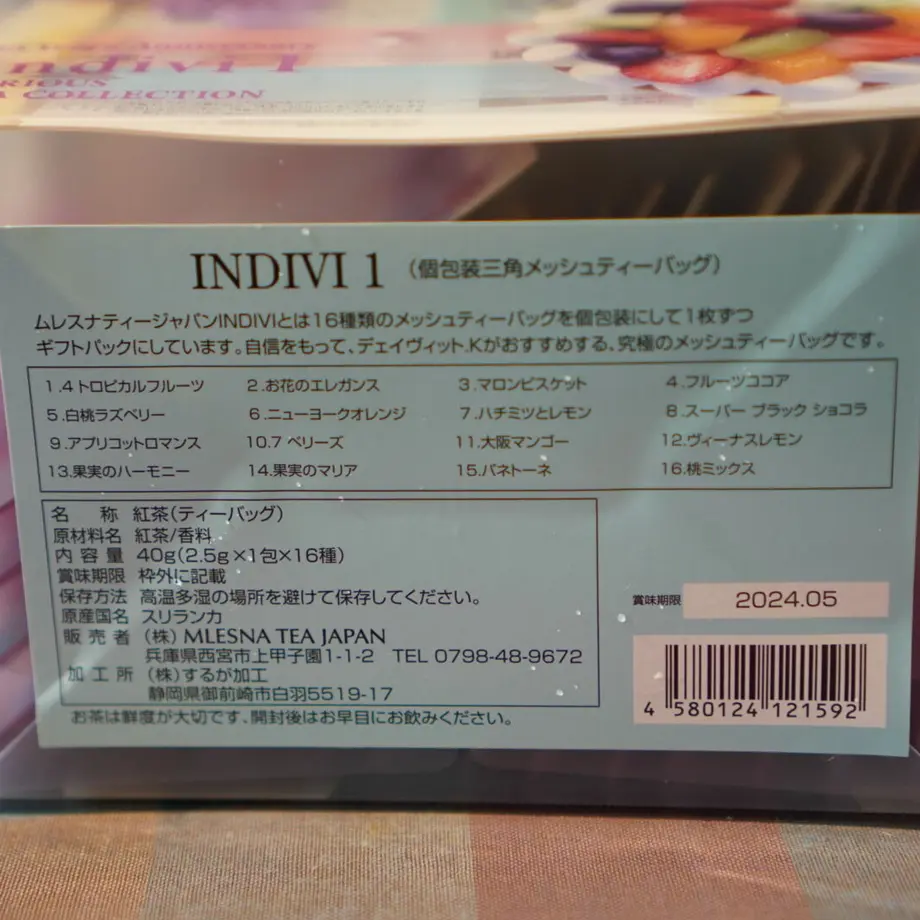 ndivi 1
RIOUS
A COLLECTION
INDIVI 1 (個包装三角メッシュティーバッグ)
ムレスナティージャパンINDIVIとは16種類のメッシュティーバッグを個包装にして1枚ずつ
ギフトパックにしています。自信をもって、デェイヴィット.Kがおすすめする、究極のメッシュティーバッグです。
1.4 トロピカルフルーツ 2.お花のエレガンス 3.マロンビスケット 4.フルーツココア
5.白桃ラズベリー 6.ニューヨークオレンジ 7.ハチミツとレモン 8.スーパー ブラック ショコラ
9.アプリコットロマンス 10.7 ベリーズ 11.大阪マンゴー 12.ヴィーナスレモン
13.果実のハーモニー 14.果実のマリア 15.パネトーネ 16.桃ミックス
名称 紅茶(ティーバッグ)
原材料名 紅茶/香料
内容量 40g(2.5g×1包×16種)
賞味期限 枠外に記載
保存方法 高温多湿の場所を避けて保存してください。
原産国名 スリランカ
販売者 (株) MLESNA TEA JAPAN
兵庫県西宮市上甲子園1-1-2 TEL 0798-48-9672
加工所 (株)するが加工
静岡県御前崎市白羽5519-17
お茶は鮮度が大切です、開封後はお早目にお飲みください。
賞味期限 2024.05
4 580124 121592